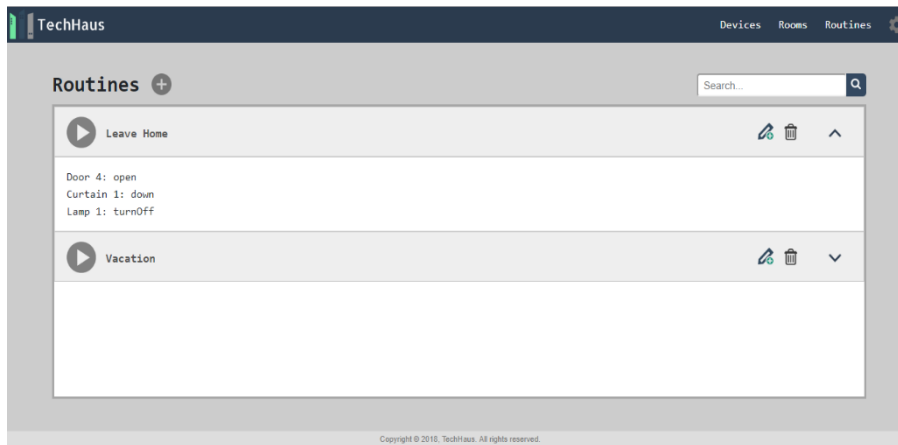 TechHaus
Devices Rooms Routines
Routines
Search...
Leave Home
Door 4: open
Curtain 1: down
Lamp 1: turnOff
Vacation
Copyright © 2018, TechHaus. All rights reserved.